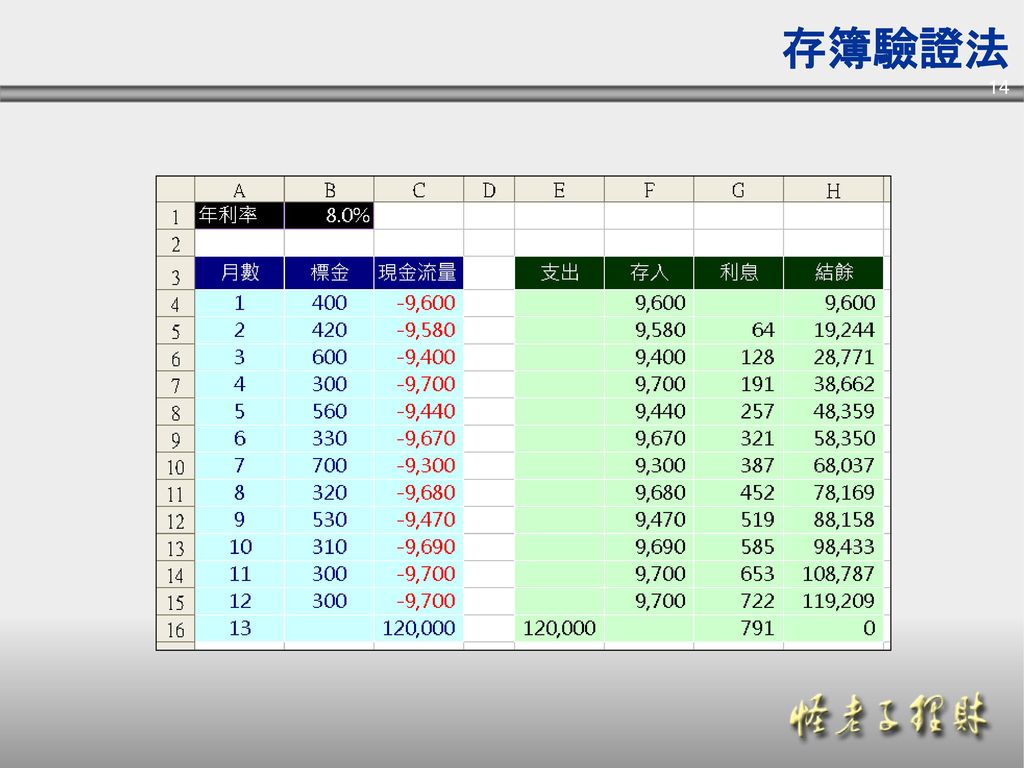 存簿驗證法
14
A B C D E F G H
1 年利率 8.0%
2
3 月數 標金 現金流量 支出 存入 利息 結餘
4 1 400 -9,600 9,600 9,600
5 2 420 -9,580 9,580 64 19,244
6 3 600 -9,400 9,400 128 28,771
7 4 300 -9,700 9,700 191 38,662
8 5 560 -9,440 9,440 257 48,359
9 6 330 -9,670 9,670 321 58,350
10 7 700 -9,300 9,300 387 68,037
11 8 320 -9,680 9,680 452 78,169
12 9 530 -9,470 9,470 519 88,158
13 10 310 -9,690 9,690 585 98,433
14 11 300 -9,700 9,700 653 108,787
15 12 300 -9,700 9,700 722 119,209
16 13 120,000 120,000 791 0
怪老子理財